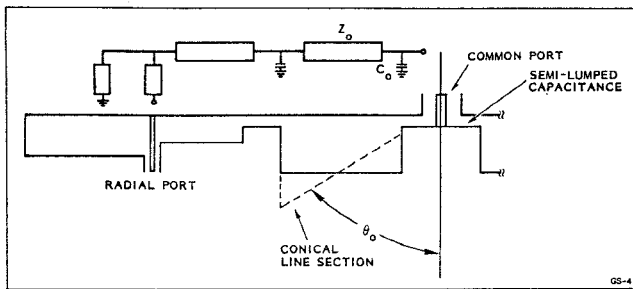 Z₀
C₀
COMMON PORT
SEMI-LUMPED
CAPACITANCE
RADIAL PORT
θ₀
CONICAL
LINE SECTION
GS-4